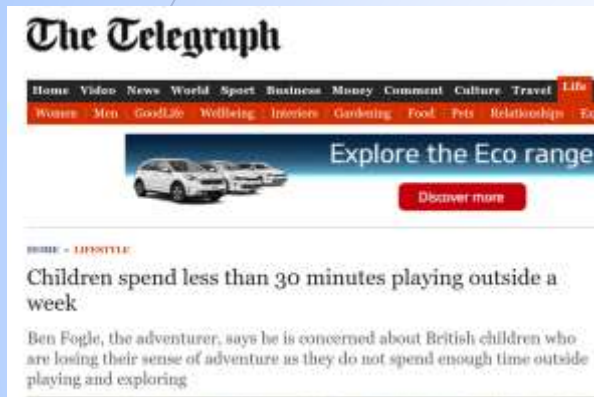 The Telegraph
Home Video News World Sport Business Money Comment Culture Travel Life
Women Men GoodLife Wellbeing Interiors Gardening Food Pets Relationships
Explore the Eco range
Discover more
HOME » LIFESTYLE
Children spend less than 30 minutes playing outside a
week
Ben Fogle, the adventurer, says he is concerned about British children who
are losing their sense of adventure as they do not spend enough time outside
playing and exploring